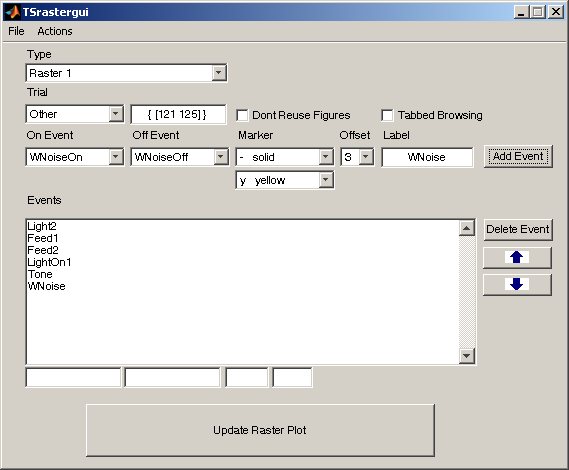 TSrastergui
File Actions
Type
Raster 1
Trial
Other { [121 125] } Dont Reuse Figures Tabbed Browsing
On Event Off Event Marker Offset Label
WNoiseOn WNoiseOff - solid 3 WNoise Add Event
y yellow
Events
Light2
Feed1
Feed2
LightOn1
Tone
WNoise
Delete Event
Update Raster Plot